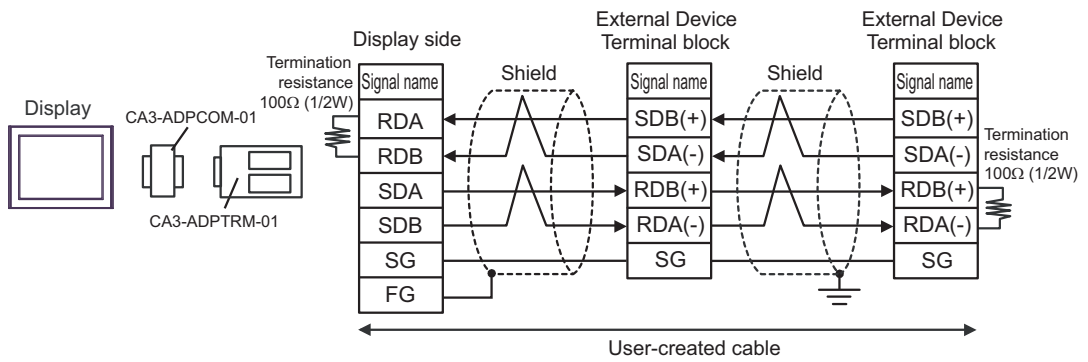 External Device
Terminal block
External Device
Terminal block
Display side
Termination
resistance
100Ω (1/2W)
Shield
Shield
Display
CA3-ADPCOM-01
CA3-ADPTRM-01
Signal name
RDA
RDB
SDA
SDB
SG
FG
Signal name
SDB(+)
SDA(-)
RDB(+)
RDA(-)
SG
Signal name
SDB(+)
SDA(-)
RDB(+)
RDA(-)
SG
Termination
resistance
100Ω (1/2W)
User-created cable